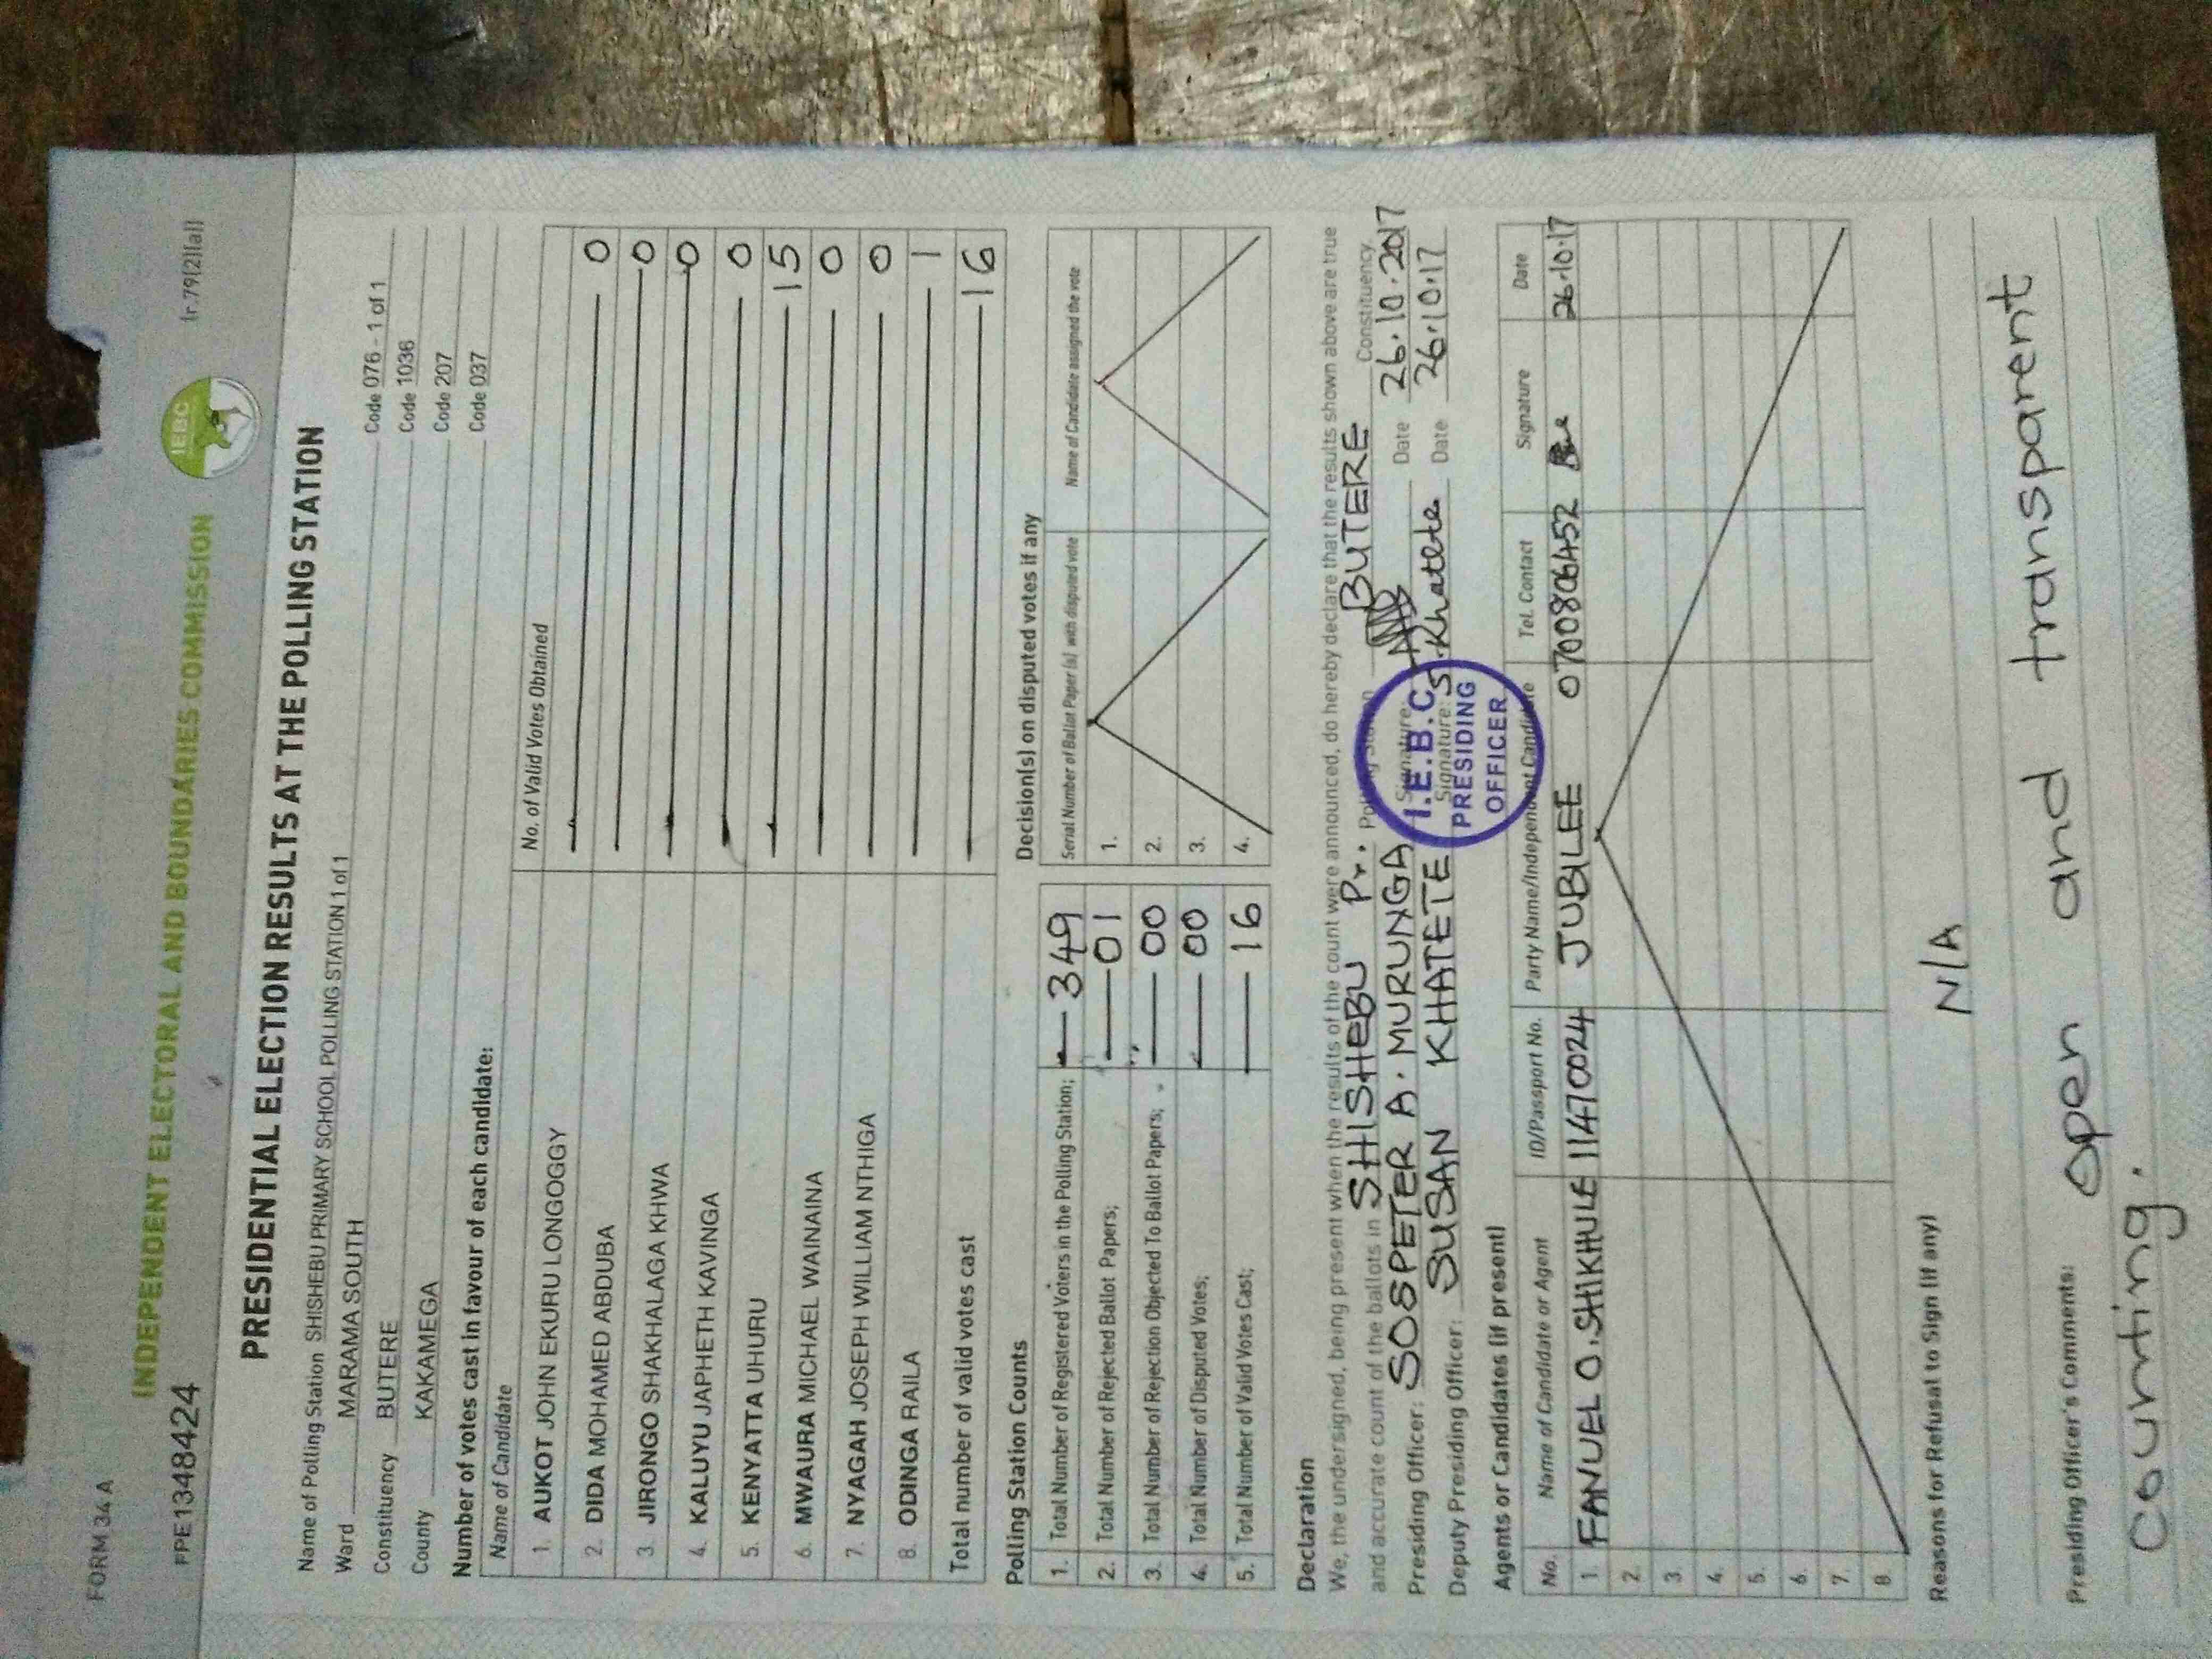 FORM 34 A
(r.79(2)(a))
INDEPENDENT ELECTORAL AND BOUNDARIES COMMISSION
IEBC
PPE13484424
PRESIDENTIAL ELECTION RESULTS AT THE POLLING STATION
Name of Polling Station SHISHEBU PRIMARY SCHOOL POLLING STATION 1 of 1 Code 076 - 1 of 1
Ward MARAMA SOUTH Code 1036
Constituency BUTERE Code 207
County KAKAMEGA Code 037
Number of votes cast in favour of each candidate:
Name of Candidate No. of Valid Votes Obtained
1. AUKOT JOHN EKURU LONGOGGY 0
2. DIDA MOHAMED ABDUBA 0
3. JIRONGO SHAKHALAGA KHWA 0
4. KALUYU JAPHETH KAVINGA 0
5. KENYATTA UHURU 15
6. MWAURA MICHAEL WAINAINA 0
7. NYAGAH JOSEPH WILLIAM NTHIGA 0
8. ODINGA RAILA 1
Total number of valid votes cast 16
Polling Station Counts
1. Total Number of Registered Voters in the Polling Station; 349
2. Total Number of Rejected Ballot Papers; 01
3. Total Number of Rejection Objected To Ballot Papers; 00
4. Total Number of Disputed Votes; 00
5. Total Number of Valid Votes Cast; 16
Decision(s) on disputed votes if any
Serial Number of Ballot Paper (s) with disputed vote Name of Candidate assigned the vote
1.
2.
3.
4.
Declaration
We, the undersigned, being present when the results of the count were announced, do hereby declare that the results shown above are true
and accurate count of the ballots in SHISHEBU Pr. Polling Station BUTERE Constituency
Presiding Officer: SOSPETER A. MURUNGA Signature: Date 26.10.2017
Deputy Presiding Officer: SUSAN KHATETE Signature: S.Khatete Date 26.10.17
I.E.B.C
PRESIDING
OFFICER
Agents or Candidates (if present)
No. Name of Candidate or Agent ID/Passport No. Party Name/Independent Candidate Tel. Contact Signature Date
1. FANUEL O. SHIKHULE 11470024 JUBILEE 0700806452 26.10.17
2.
3.
4.
5.
6.
7.
8
Reasons for Refusal to Sign (if any)
N/A
Presiding Officer's Comments: open and transparent
counting.